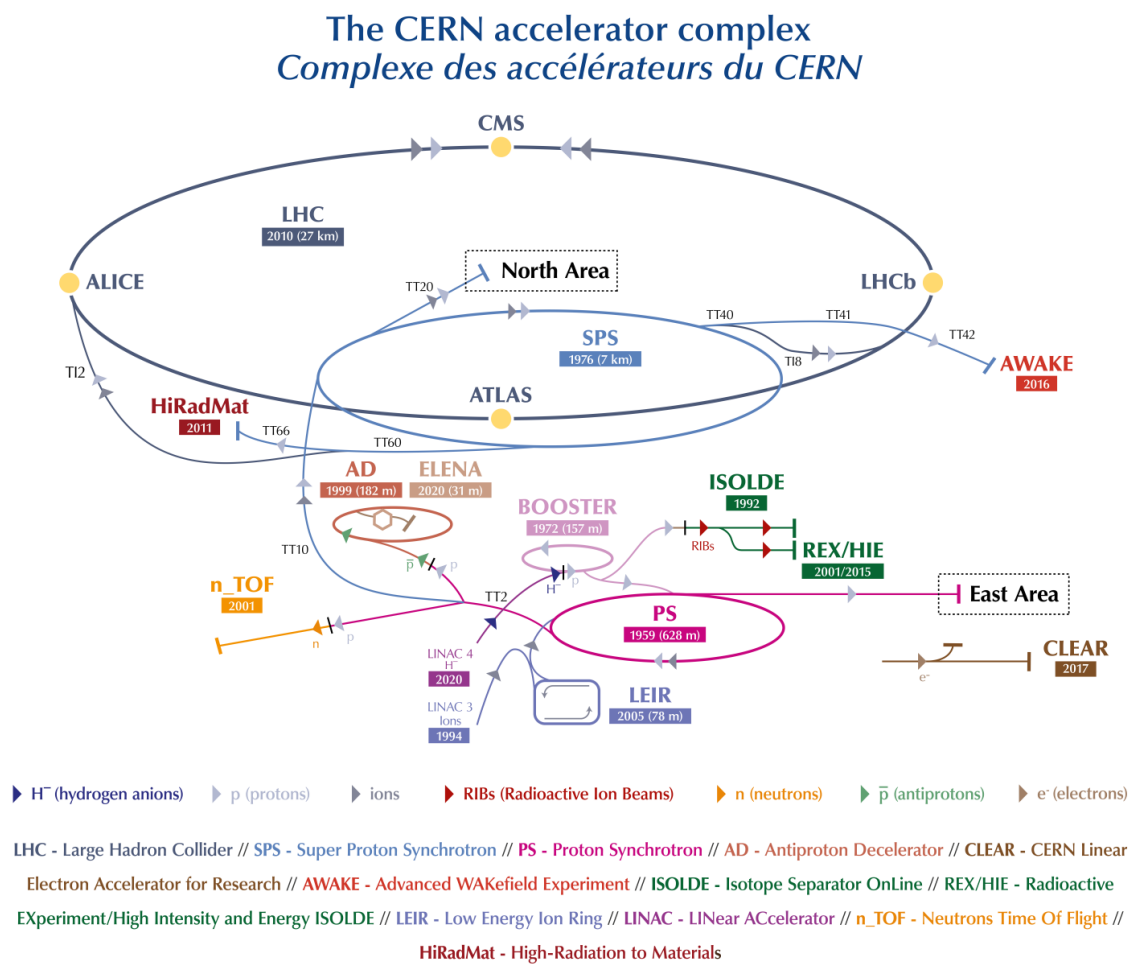 The CERN accelerator complex
Complexe des accélérateurs du CERN
CMS
LHC
2010 (27 km)
ALICE
LHCb
North Area
TT20
SPS
1976 (7 km)
TT40
TT41
TT42
TI8
AWAKE
2016
TI2
ATLAS
HiRadMat
2011
TT66
TT60
AD
1999 (182 m)
ELENA
2020 (31 m)
BOOSTER
1972 (157 m)
ISOLDE
1992
RIBs
REX/HIE
2001/2015
TT10
p̅
p
H⁻
p
TT2
n_TOF
2001
n
p
East Area
PS
1959 (628 m)
LINAC 4
H⁻
2020
CLEAR
2017
e⁻
LINAC 3
Ions
1994
LEIR
2005 (78 m)
H⁻ (hydrogen anions)
p (protons)
ions
RIBs (Radioactive Ion Beams)
n (neutrons)
p̅ (antiprotons)
e⁻ (electrons)
LHC - Large Hadron Collider // SPS - Super Proton Synchrotron // PS - Proton Synchrotron // AD - Antiproton Decelerator // CLEAR - CERN Linear
Electron Accelerator for Research // AWAKE - Advanced WAKefield Experiment // ISOLDE - Isotope Separator OnLine // REX/HIE - Radioactive
EXperiment/High Intensity and Energy ISOLDE // LEIR - Low Energy Ion Ring // LINAC - LINear ACcelerator // n_TOF - Neutrons Time Of Flight //
HiRadMat - High-Radiation to Materials